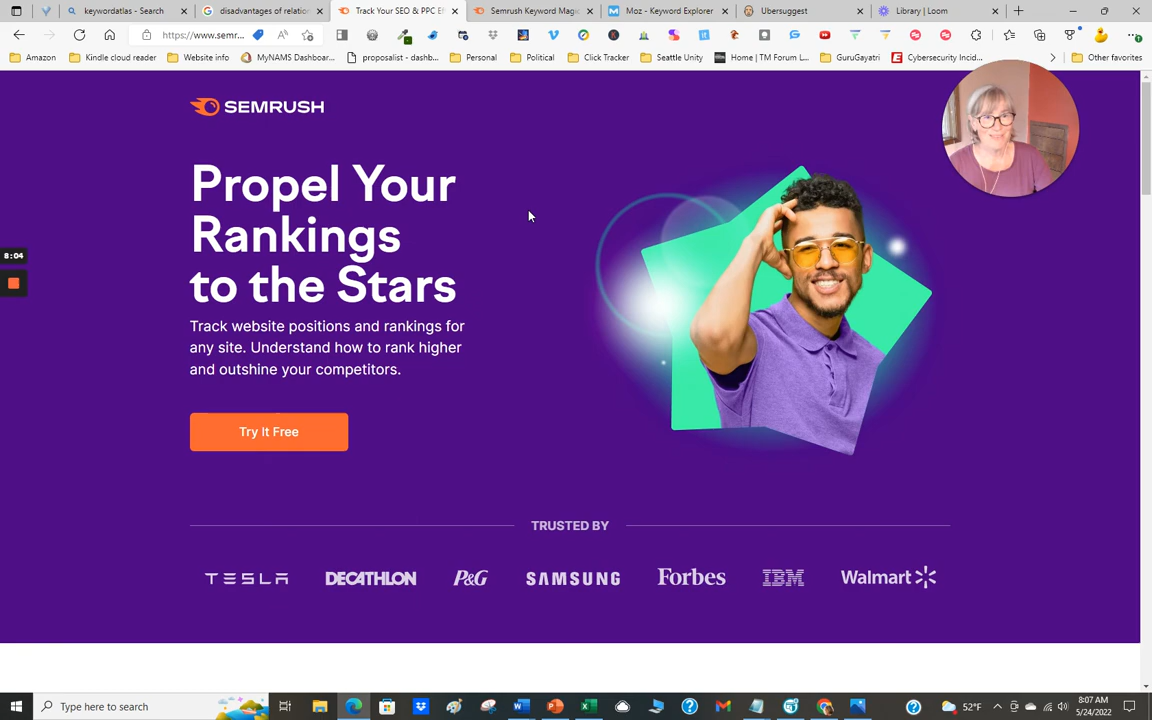 keywordatlas - Search
disadvantages of relation
Track Your SEO & PPC Ef
Semrush Keyword Magi
Moz - Keyword Explorer
Ubersuggest
Library | Loom
https://www.semr...
Amazon
Kindle cloud reader
Website info
MyNAMS Dashboar...
proposalist - dashb...
Personal
Political
Click Tracker
Seattle Unity
Home | TM Forum L...
GuruGayatri
Cybersecurity Incid...
Other favorites
SEMRUSH
Propel Your
Rankings
to the Stars
8:04
Track website positions and rankings for
any site. Understand how to rank higher
and outshine your competitors.
Try It Free
TRUSTED BY
TESLA
DECATHLON
P&G
SAMSUNG
Forbes
IBM
Walmart
Type here to search
52°F
8:07 AM
5/24/2022